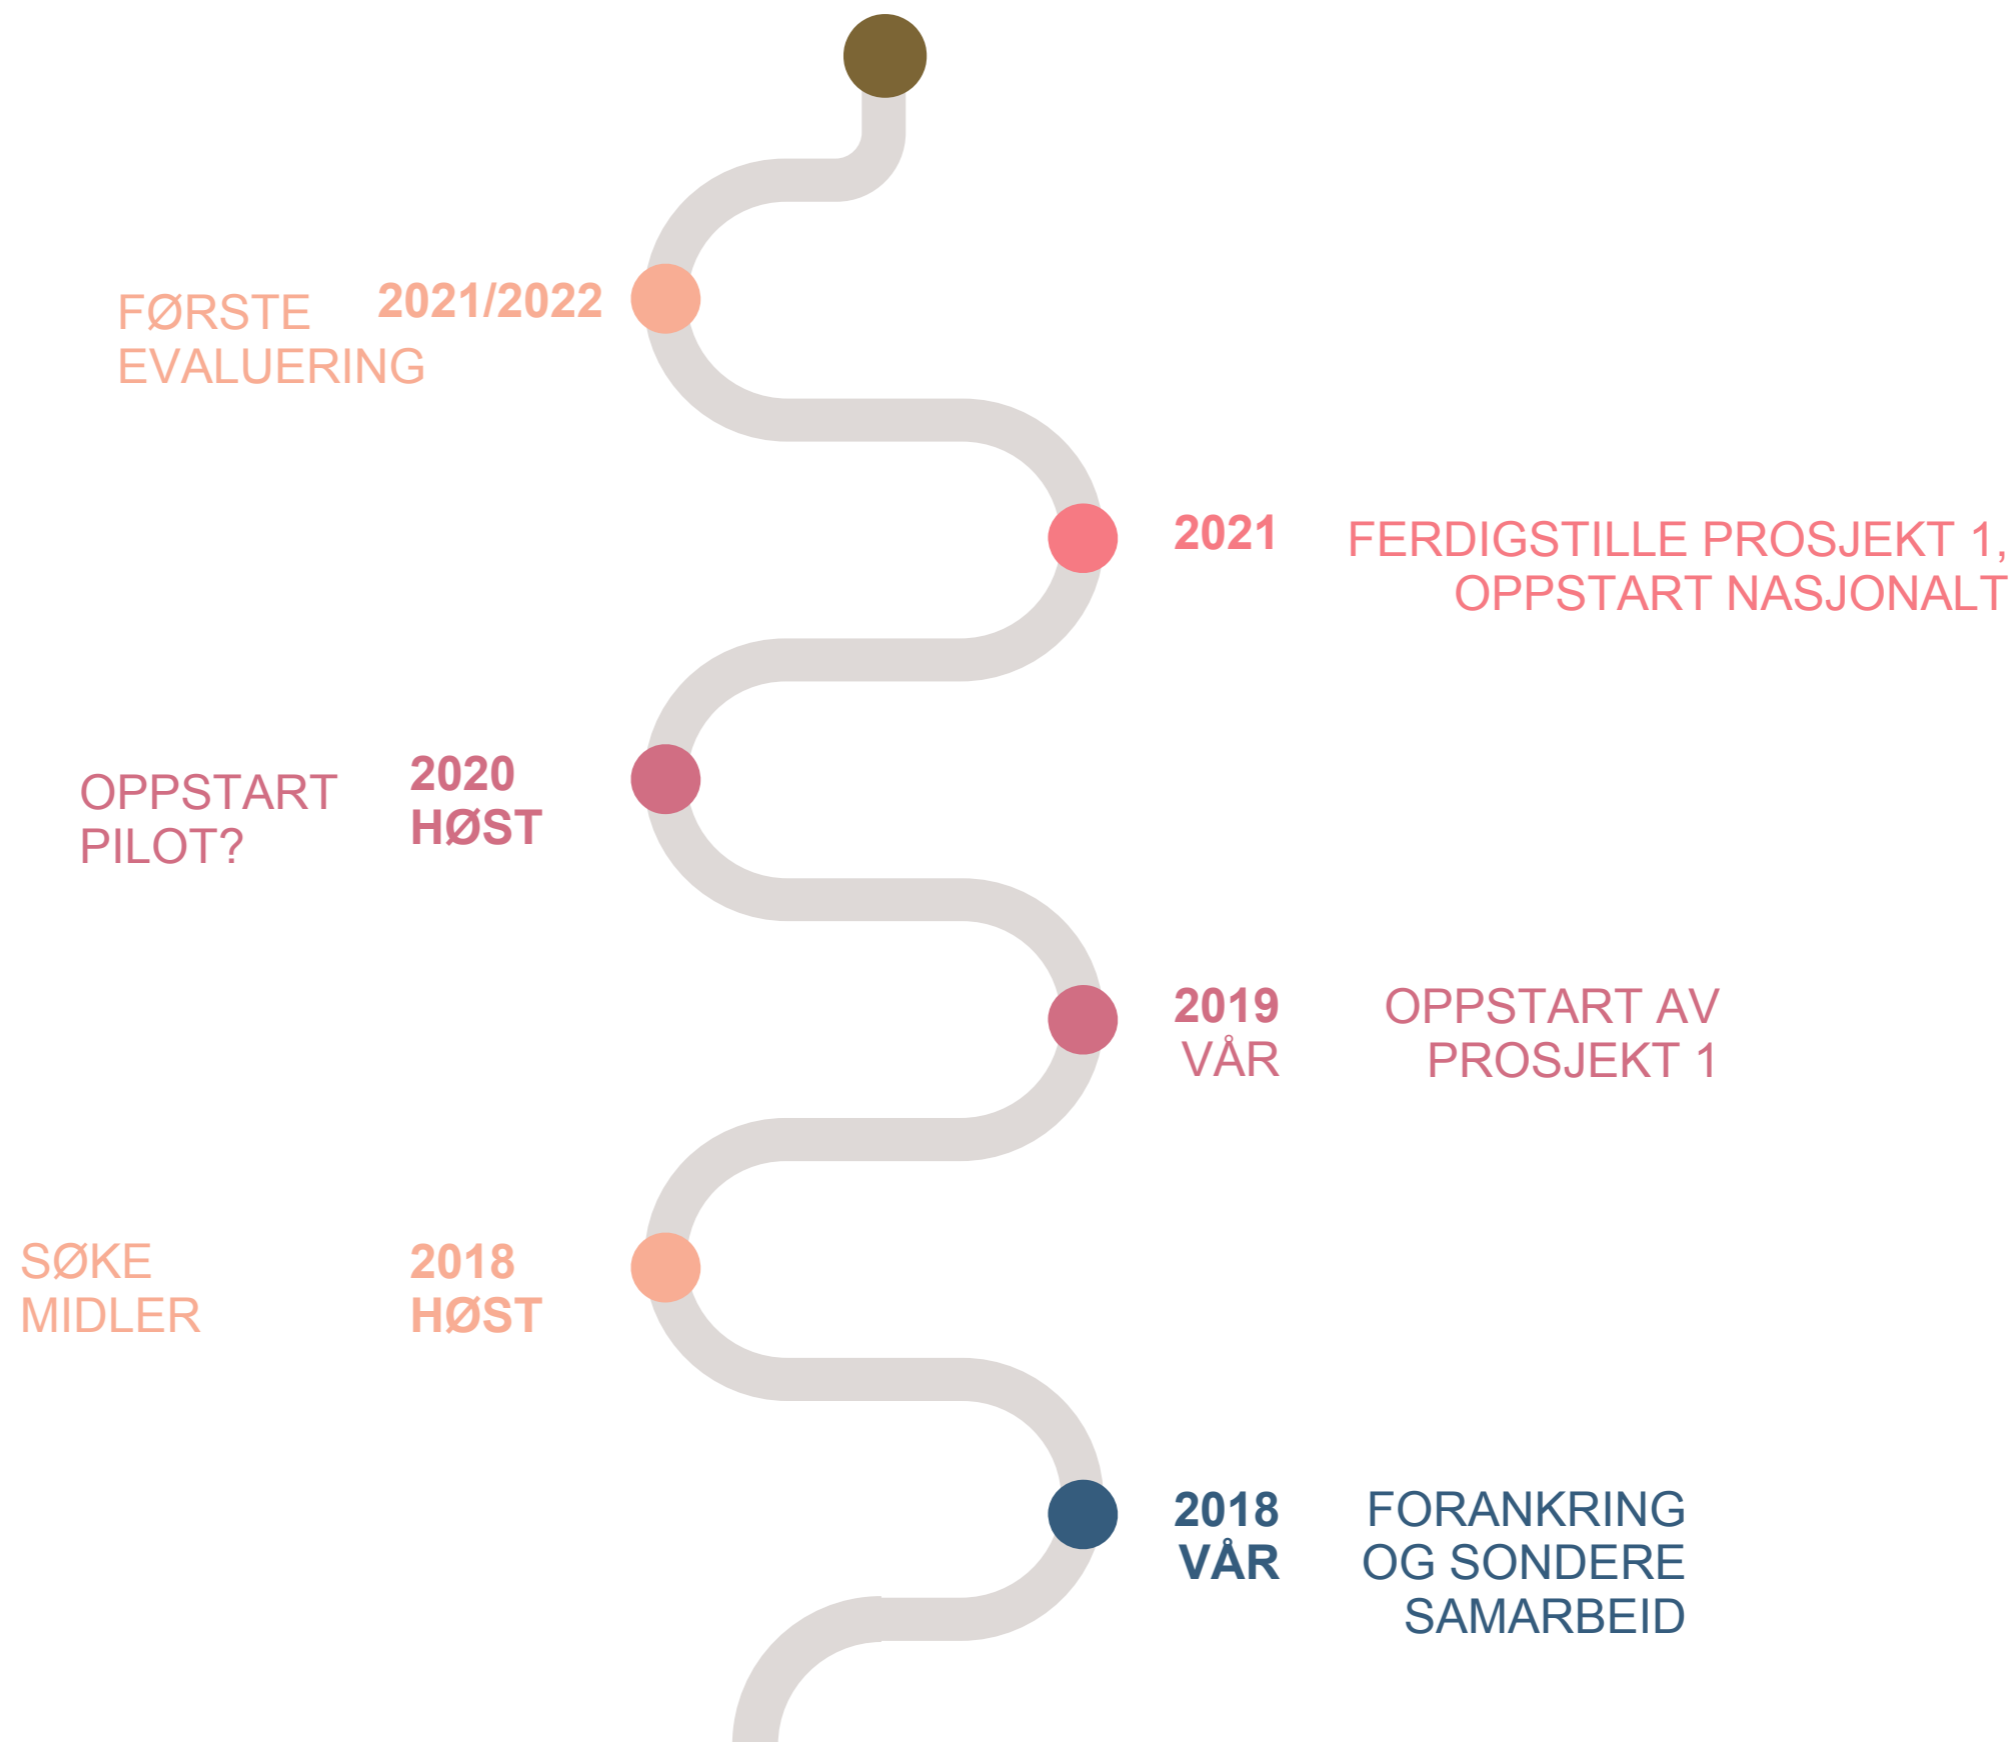 FØRSTE
EVALUERING
2021/2022
2021
FERDIGSTILLE PROSJEKT 1,
OPPSTART NASJONALT
OPPSTART
PILOT?
2020
HØST
2019
VÅR
OPPSTART AV
PROSJEKT 1
SØKE
MIDLER
2018
HØST
2018
VÅR
FORANKRING
OG SONDERE
SAMARBEID